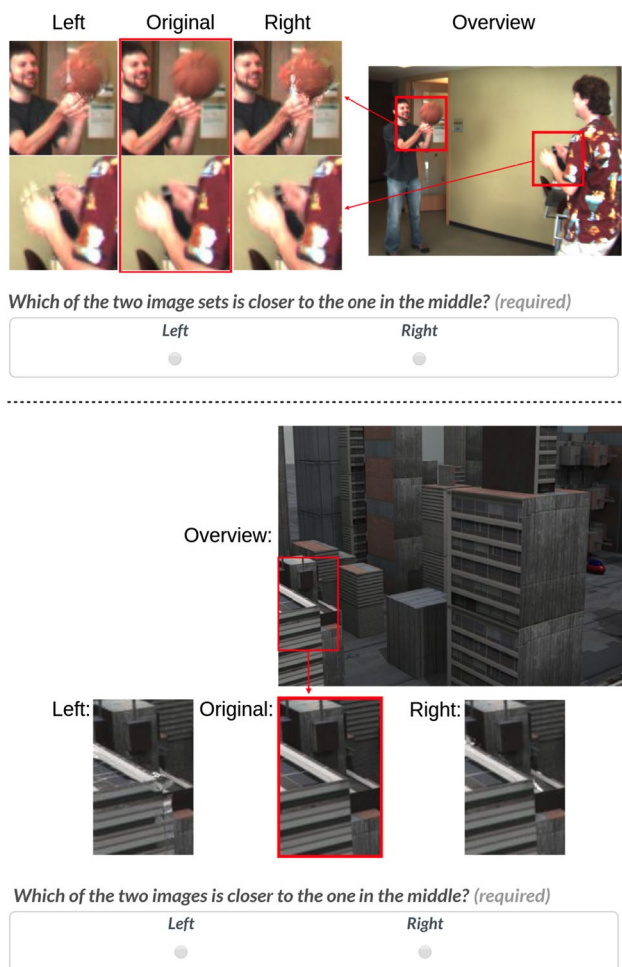 Left Original Right Overview
Which of the two image sets is closer to the one in the middle? (required)
Left Right
Overview:
Left: Original: Right:
Which of the two images is closer to the one in the middle? (required)
Left Right